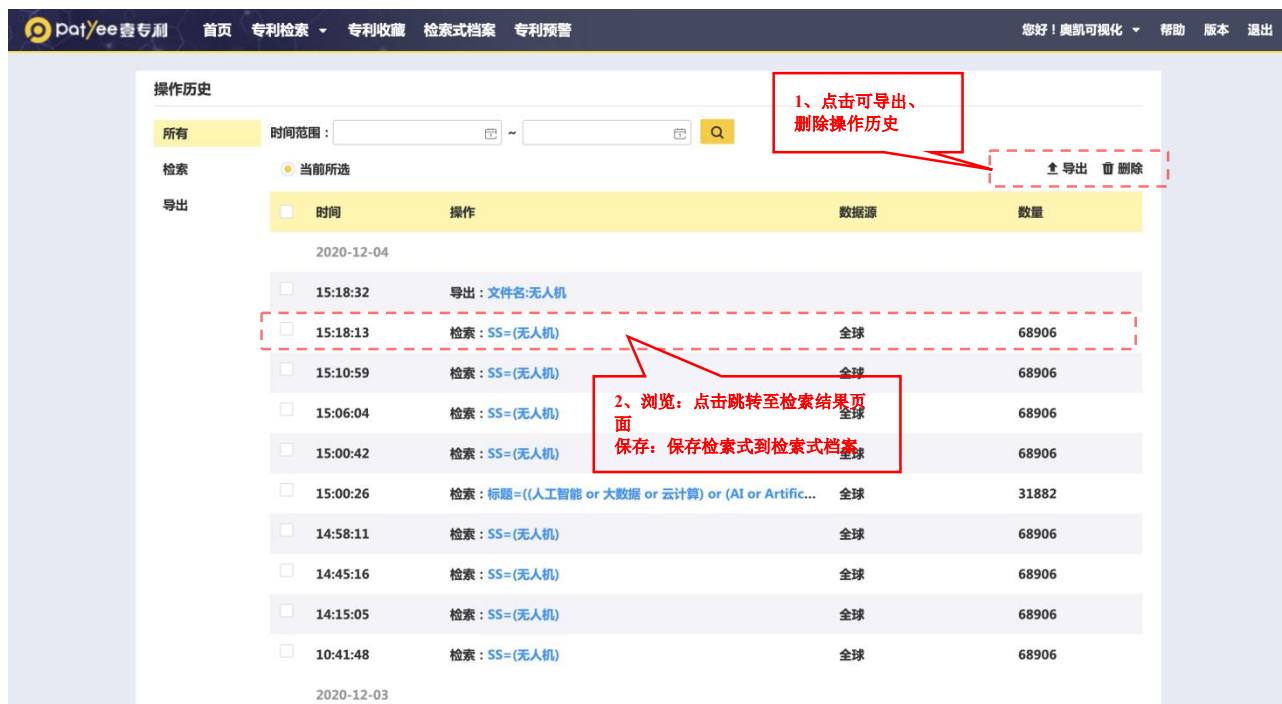 patyee壹专利 首页 专利检索 专利收藏 检索式档案 专利预警 您好！奥凯可视化 帮助 版本 退出
操作历史
1、点击可导出、
删除操作历史
所有 时间范围： ~
检索 当前所选 导出 删除
导出
时间 操作 数据源 数量
2020-12-04
15:18:32 导出：文件名:无人机
15:18:13 检索：SS=(无人机) 全球 68906
15:10:59 检索：SS=(无人机) 全球 68906
2、浏览：点击跳转至检索结果页
面
保存：保存检索式到检索式档案
15:06:04 检索：SS=(无人机) 全球 68906
15:00:42 检索：SS=(无人机) 全球 68906
15:00:26 检索：标题=((人工智能 or 大数据 or 云计算) or (AI or Artific... 全球 31882
14:58:11 检索：SS=(无人机) 全球 68906
14:45:16 检索：SS=(无人机) 全球 68906
14:15:05 检索：SS=(无人机) 全球 68906
10:41:48 检索：SS=(无人机) 全球 68906
2020-12-03